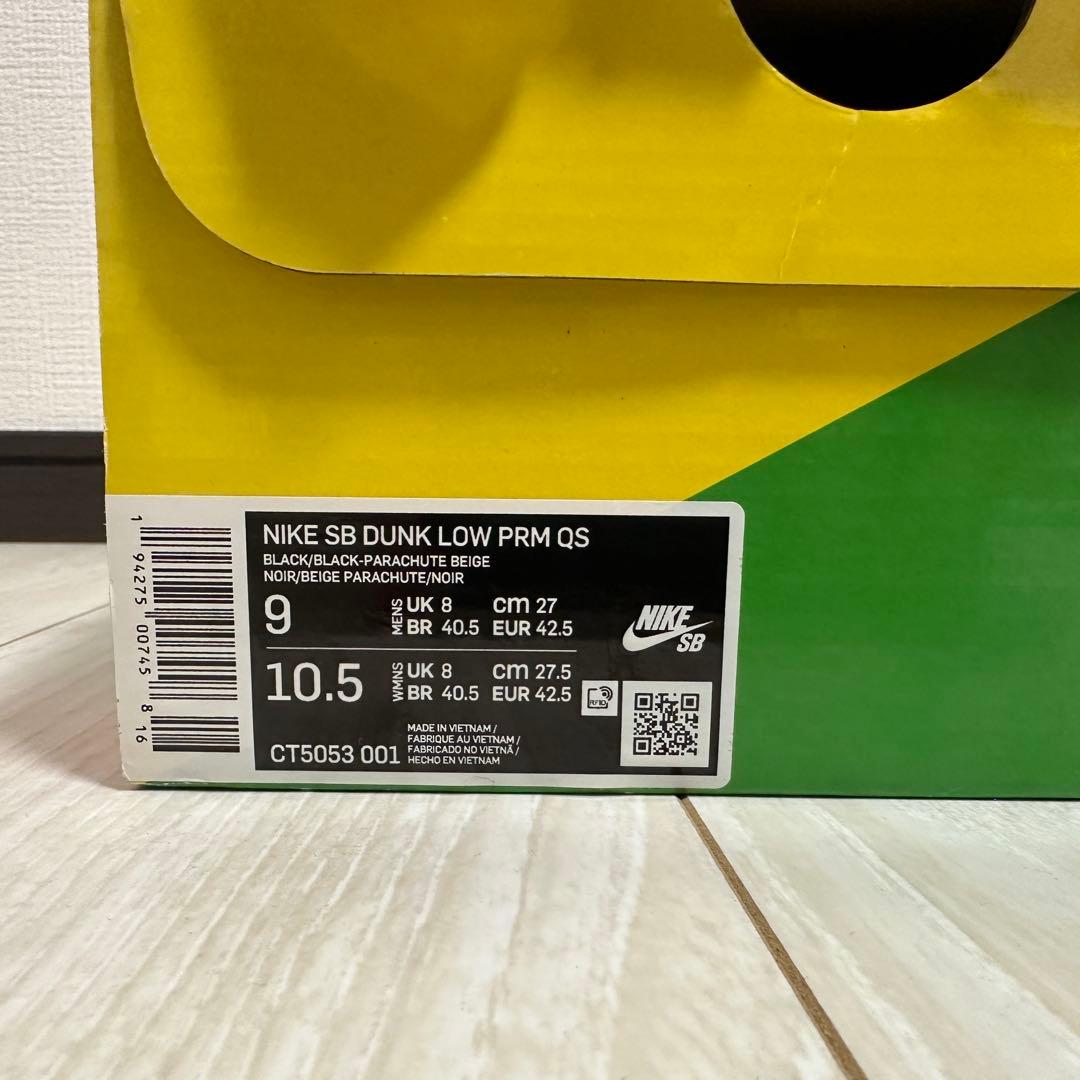 NIKE SB DUNK LOW PRM QS
BLACK/BLACK-PARACHUTE BEIGE
NOIR/BEIGE PARACHUTE/NOIR
9 MENS UK 8 cm 27
BR 40.5 EUR 42.5
10.5 WMNS UK 8 cm 27.5
BR 40.5 EUR 42.5
NIKE
SB
RFID
CT5053 001
MADE IN VIETNAM /
FABRIQUE AU VIETNAM /
FABRICADO NO VIETNÃ /
HECHO EN VIETNAM
1 94275 00745 8 16